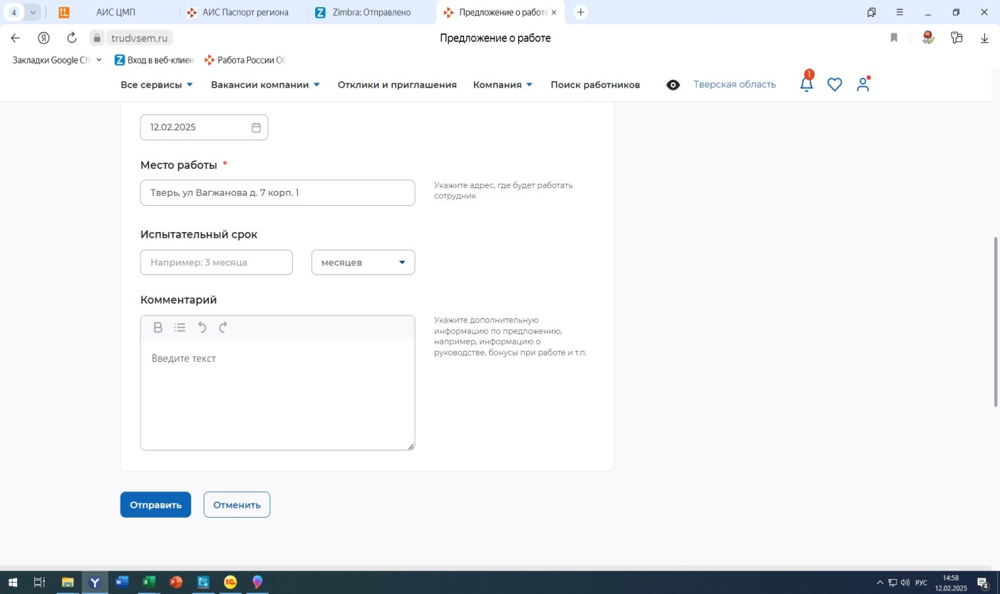 4
АИС ЦМП
АИС Паспорт региона
Zimbra: Отправлено
Предложение о работе
trudvsem.ru
Предложение о работе
Закладки Google Ch
Вход в веб-клиен
Работа России Об
Все сервисы
Вакансии компании
Отклики и приглашения
Компания
Поиск работников
Тверская область
1
12.02.2025
Место работы *
Тверь, ул Вагжанова д. 7 корп. 1
Укажите адрес, где будет работать
сотрудник
Испытательный срок
Например: 3 месяца
месяцев
Комментарий
B
Введите текст
Укажите дополнительную
информацию по предложению,
например, информацию о
руководстве, бонусы при работе и т.п.
Отправить
Отменить
РУС
14:58
12.02.2025
4